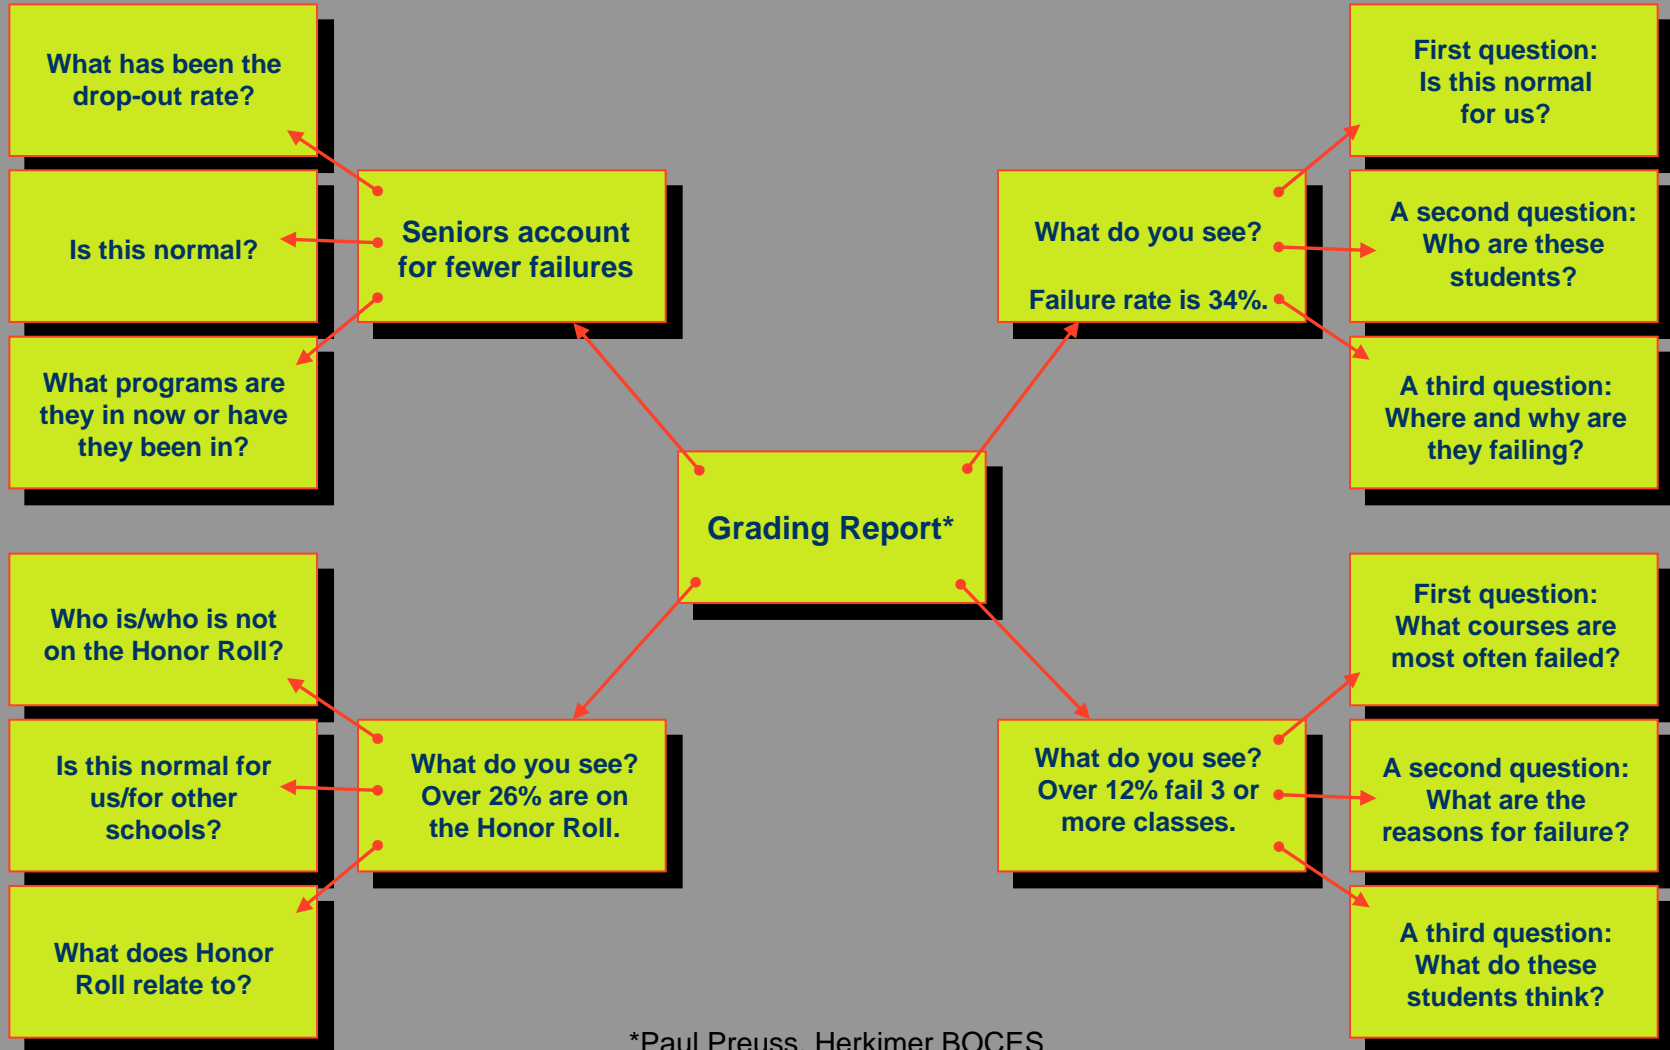 What has been the
drop-out rate?
Is this normal?
What programs are
they in now or have
they been in?
Seniors account
for fewer failures
What do you see?
Failure rate is 34%.
First question:
Is this normal
for us?
A second question:
Who are these
students?
A third question:
Where and why are
they failing?
Grading Report*
Who is/who is not
on the Honor Roll?
Is this normal for
us/for other
schools?
What does Honor
Roll relate to?
What do you see?
Over 26% are on
the Honor Roll.
What do you see?
Over 12% fail 3 or
more classes.
First question:
What courses are
most often failed?
A second question:
What are the
reasons for failure?
A third question:
What do these
students think?
*Paul Preuss, Herkimer BOCES